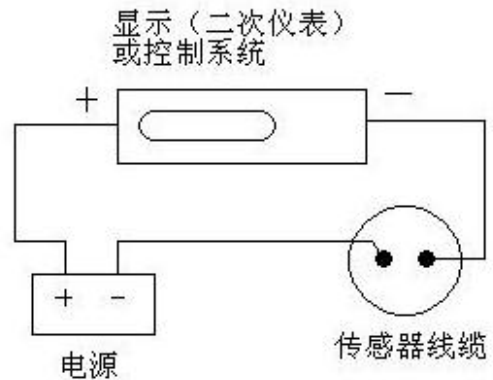 显示（二次仪表）
或控制系统
+ —
+ -
传感器线缆
电源